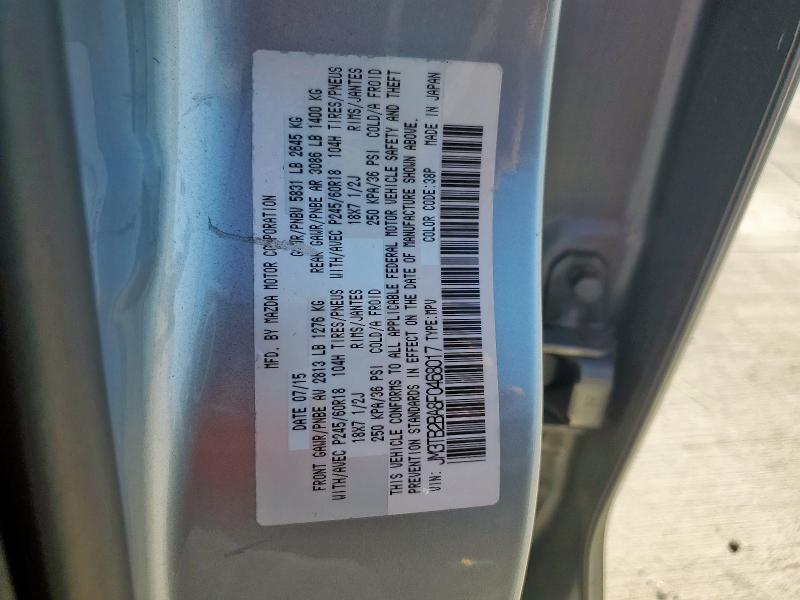 MFD. BY MAZDA MOTOR CORPORATION
DATE 07/15 GVWR/PNBV 5831 LB 2645 KG
FRONT GAWR/PNBE AV 2813 LB 1276 KG REAR GAWR/PNBE AR 3086 LB 1400 KG
WITH/AVEC P245/60R18 104H TIRES/PNEUS WITH/AVEC P245/60R18 104H TIRES/PNEUS
18X7 1/2J RIMS/JANTES 18X7 1/2J RIMS/JANTES
250 KPA/36 PSI COLD/A FROID 250 KPA/36 PSI COLD/A FROID
THIS VEHICLE CONFORMS TO ALL APPLICABLE FEDERAL MOTOR VEHICLE SAFETY AND THEFT
PREVENTION STANDARDS IN EFFECT ON THE DATE OF MANUFACTURE SHOWN ABOVE.
VIN: JM3TB2BA8F0468017 TYPE:MPV COLOR CODE:38P MADE IN JAPAN